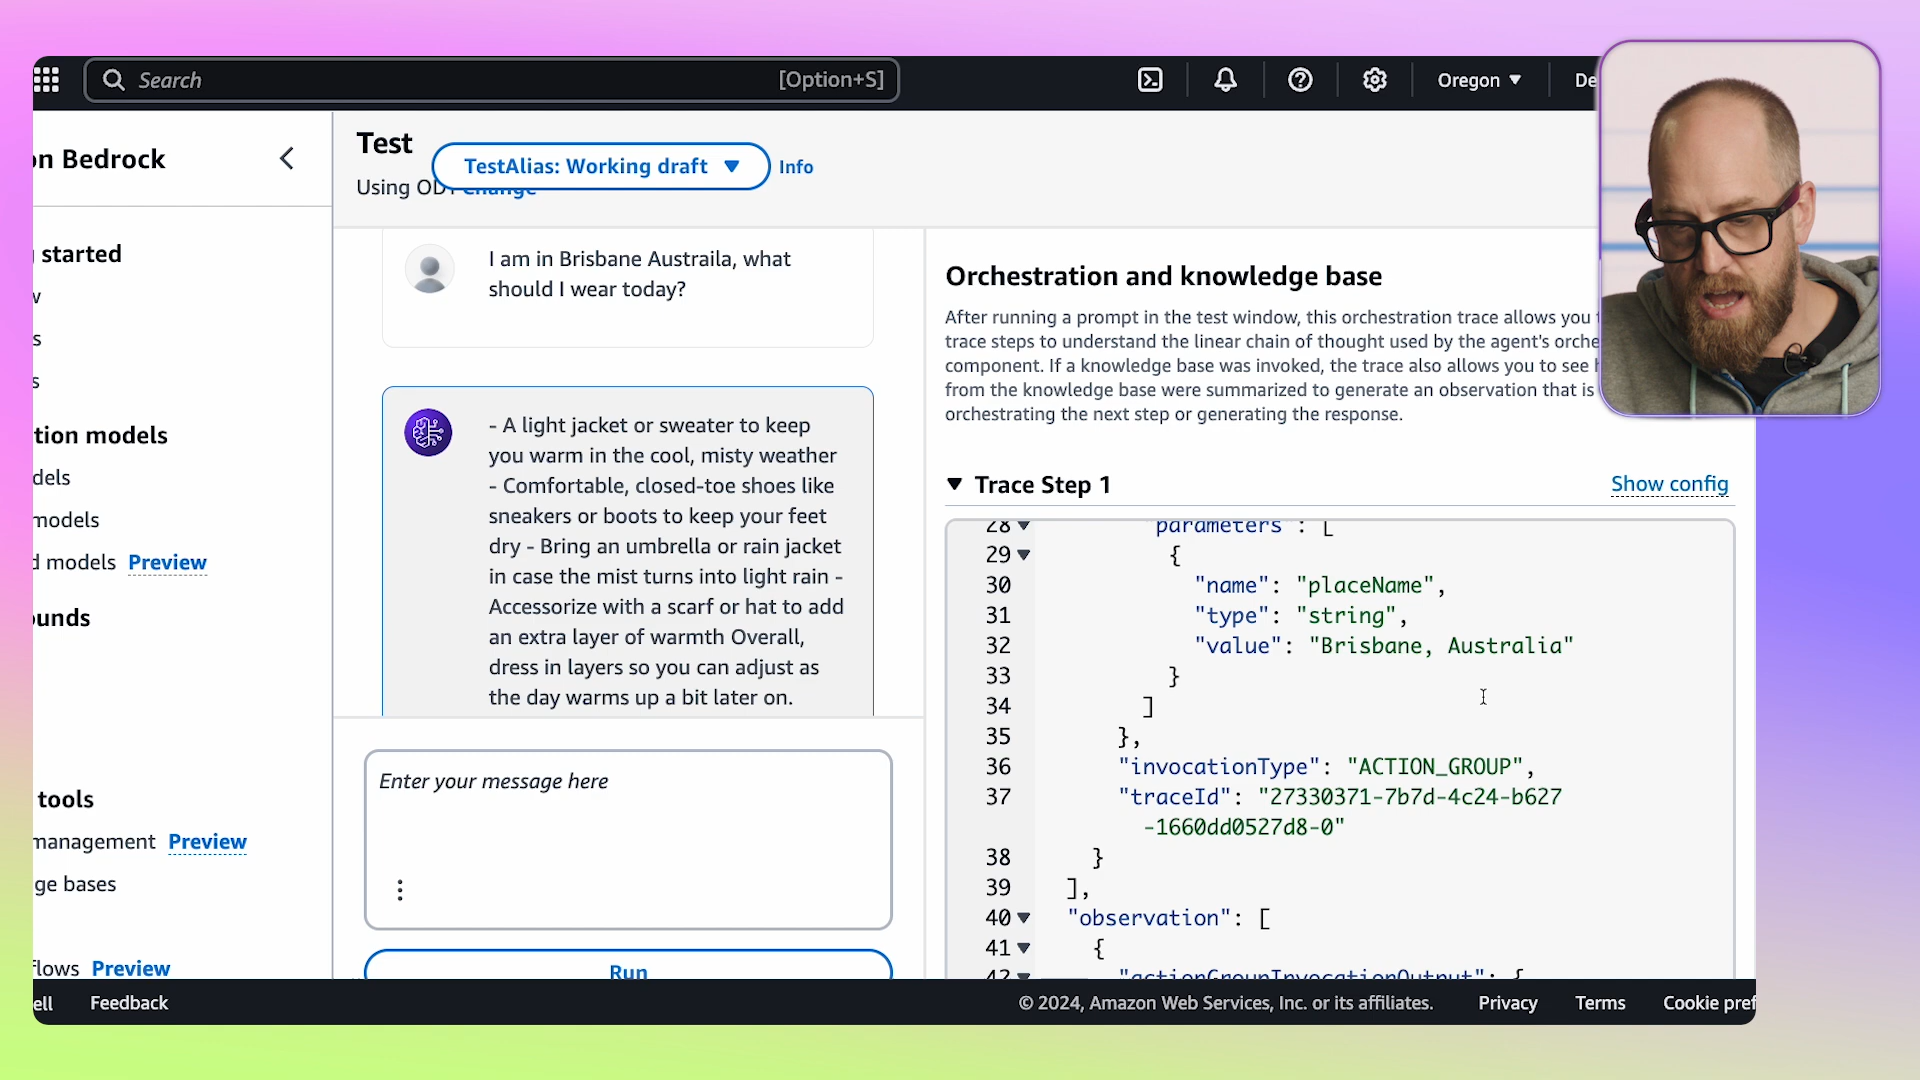 Search [Option+S] Oregon De
on Bedrock
started
tion models
dels
models
d models Preview
ounds
tools
management Preview
ge bases
flows Preview
Test
TestAlias: Working draft Info
Using
I am in Brisbane Austraila, what
should I wear today?
- A light jacket or sweater to keep
you warm in the cool, misty weather
- Comfortable, closed-toe shoes like
sneakers or boots to keep your feet
dry - Bring an umbrella or rain jacket
in case the mist turns into light rain -
Accessorize with a scarf or hat to add
an extra layer of warmth Overall,
dress in layers so you can adjust as
the day warms up a bit later on.
Enter your message here
Run
Orchestration and knowledge base
After running a prompt in the test window, this orchestration trace allows you
trace steps to understand the linear chain of thought used by the agent's orche
component. If a knowledge base was invoked, the trace also allows you to see
from the knowledge base were summarized to generate an observation that is
orchestrating the next step or generating the response.
Trace Step 1 Show config
28 parameters": [
29 {
30 "name": "placeName",
31 "type": "string",
32 "value": "Brisbane, Australia"
33 }
34 ]
35 },
36 "invocationType": "ACTION_GROUP",
37 "traceId": "27330371-7b7d-4c24-b627
-1660dd0527d8-0"
38 }
39 ],
40 "observation": [
41 {
42 "actionGroupInvocationOutput": {
ell Feedback © 2024, Amazon Web Services, Inc. or its affiliates. Privacy Terms Cookie pref